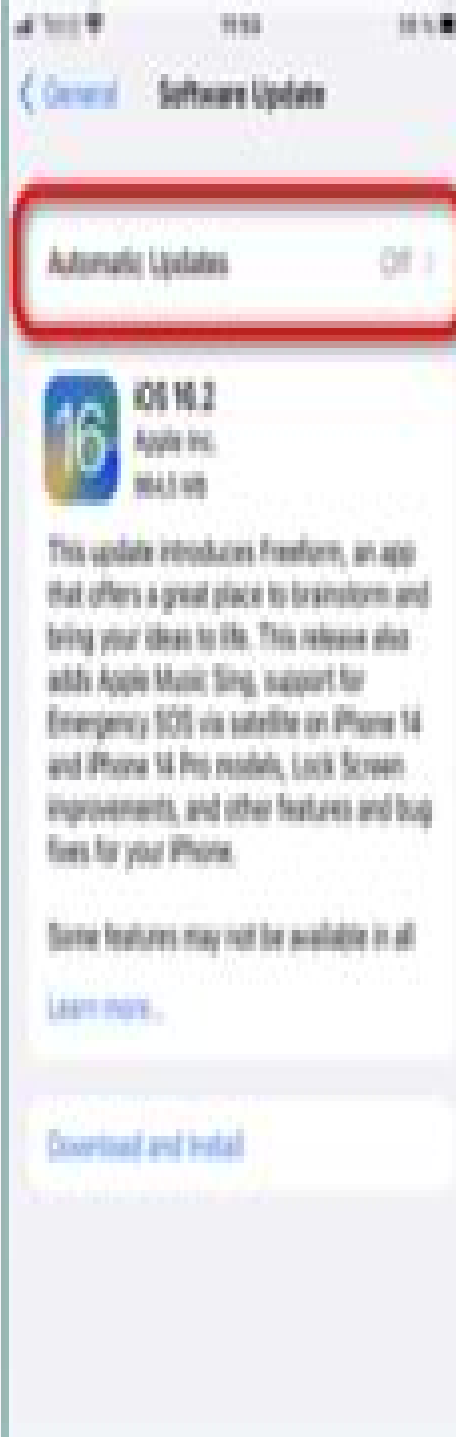 General Software Update
Automatic Updates Off
iOS 16.2
Apple Inc.
This update introduces Freeform, an app
that offers a great place to brainstorm and
bring your ideas to life. This release also
adds Apple Music Sing, support for
Emergency SOS via satellite on iPhone 14
and iPhone 14 Pro models, Lock Screen
improvements, and other features and bug
fixes for your iPhone.
Some features may not be available in all
Learn more...
Download and Install